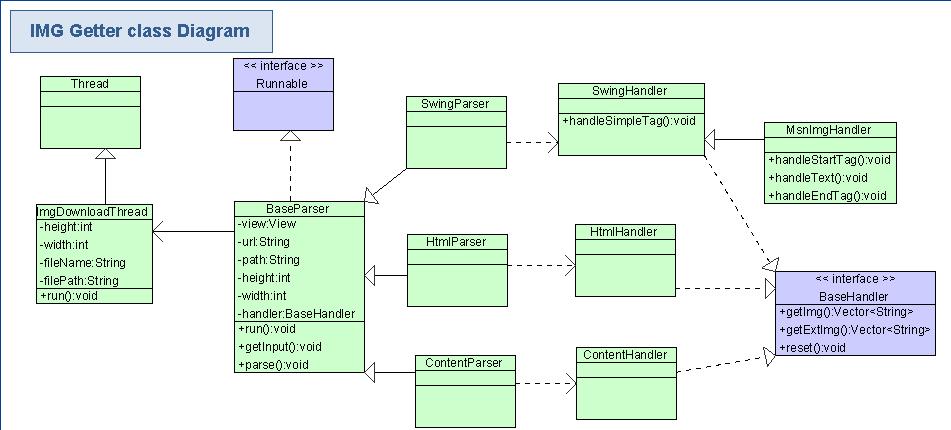 IMG Getter class Diagram
Thread
<< interface >>
Runnable
SwingParser
SwingHandler
+handleSimpleTag():void
MsnImgHandler
+handleStartTag():void
+handleText():void
+handleEndTag():void
ImgDownloadThread
-height:int
-width:int
-fileName:String
-filePath:String
+run():void
BaseParser
-view:View
-url:String
-path:String
-height:int
-width:int
-handler:BaseHandler
+run():void
+getInput():void
+parse():void
HtmlParser
HtmlHandler
<< interface >>
BaseHandler
+getImg():Vector<String>
+getExtImg():Vector<String>
+reset():void
ContentParser
ContentHandler